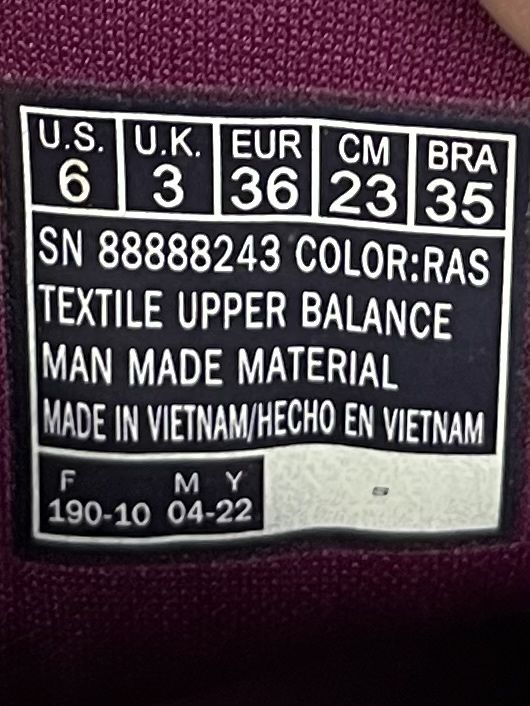 U.S. U.K. EUR CM BRA
6 3 36 23 35
SN 88888243 COLOR:RAS
TEXTILE UPPER BALANCE
MAN MADE MATERIAL
MADE IN VIETNAM/HECHO EN VIETNAM
F M Y
190-10 04-22